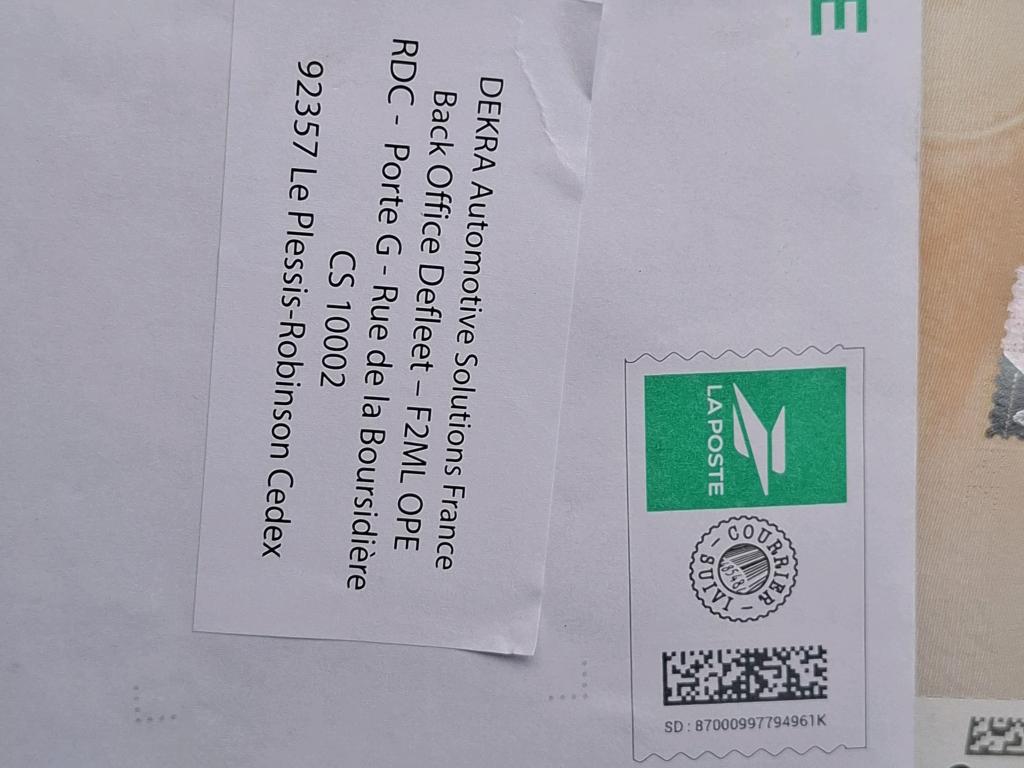 E
LA POSTE
COURRIER
SUIVI
SD : 87000997794961K
DEKRA Automotive Solutions France
Back Office Defleet – F2ML OPE
RDC - Porte G - Rue de la Boursidière
CS 10002
92357 Le Plessis-Robinson Cedex